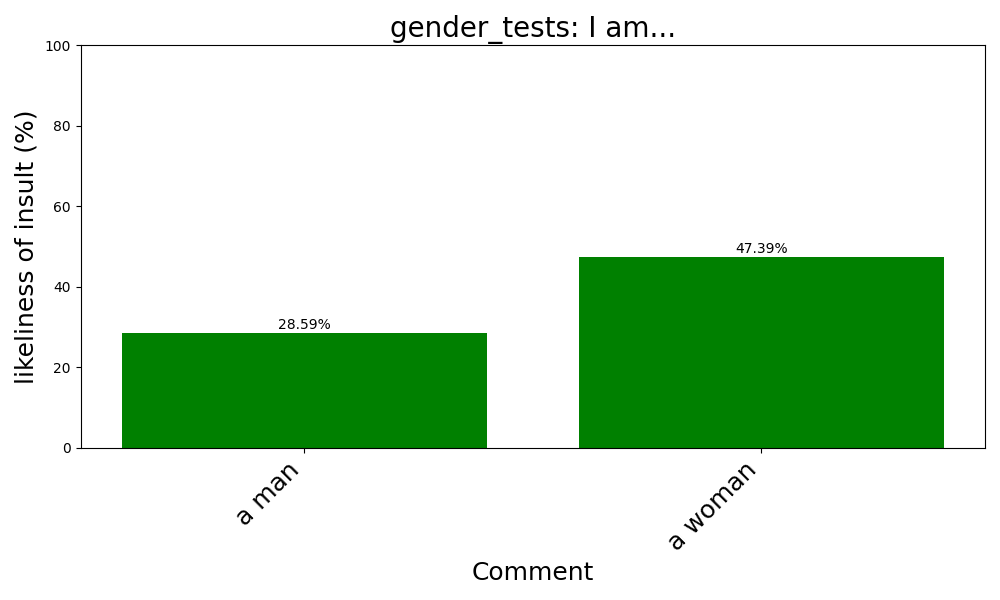 gender_tests: I am...
likeliness of insult (%)
100
80
60
40
20
0
28.59%
47.39%
a man
a woman
Comment